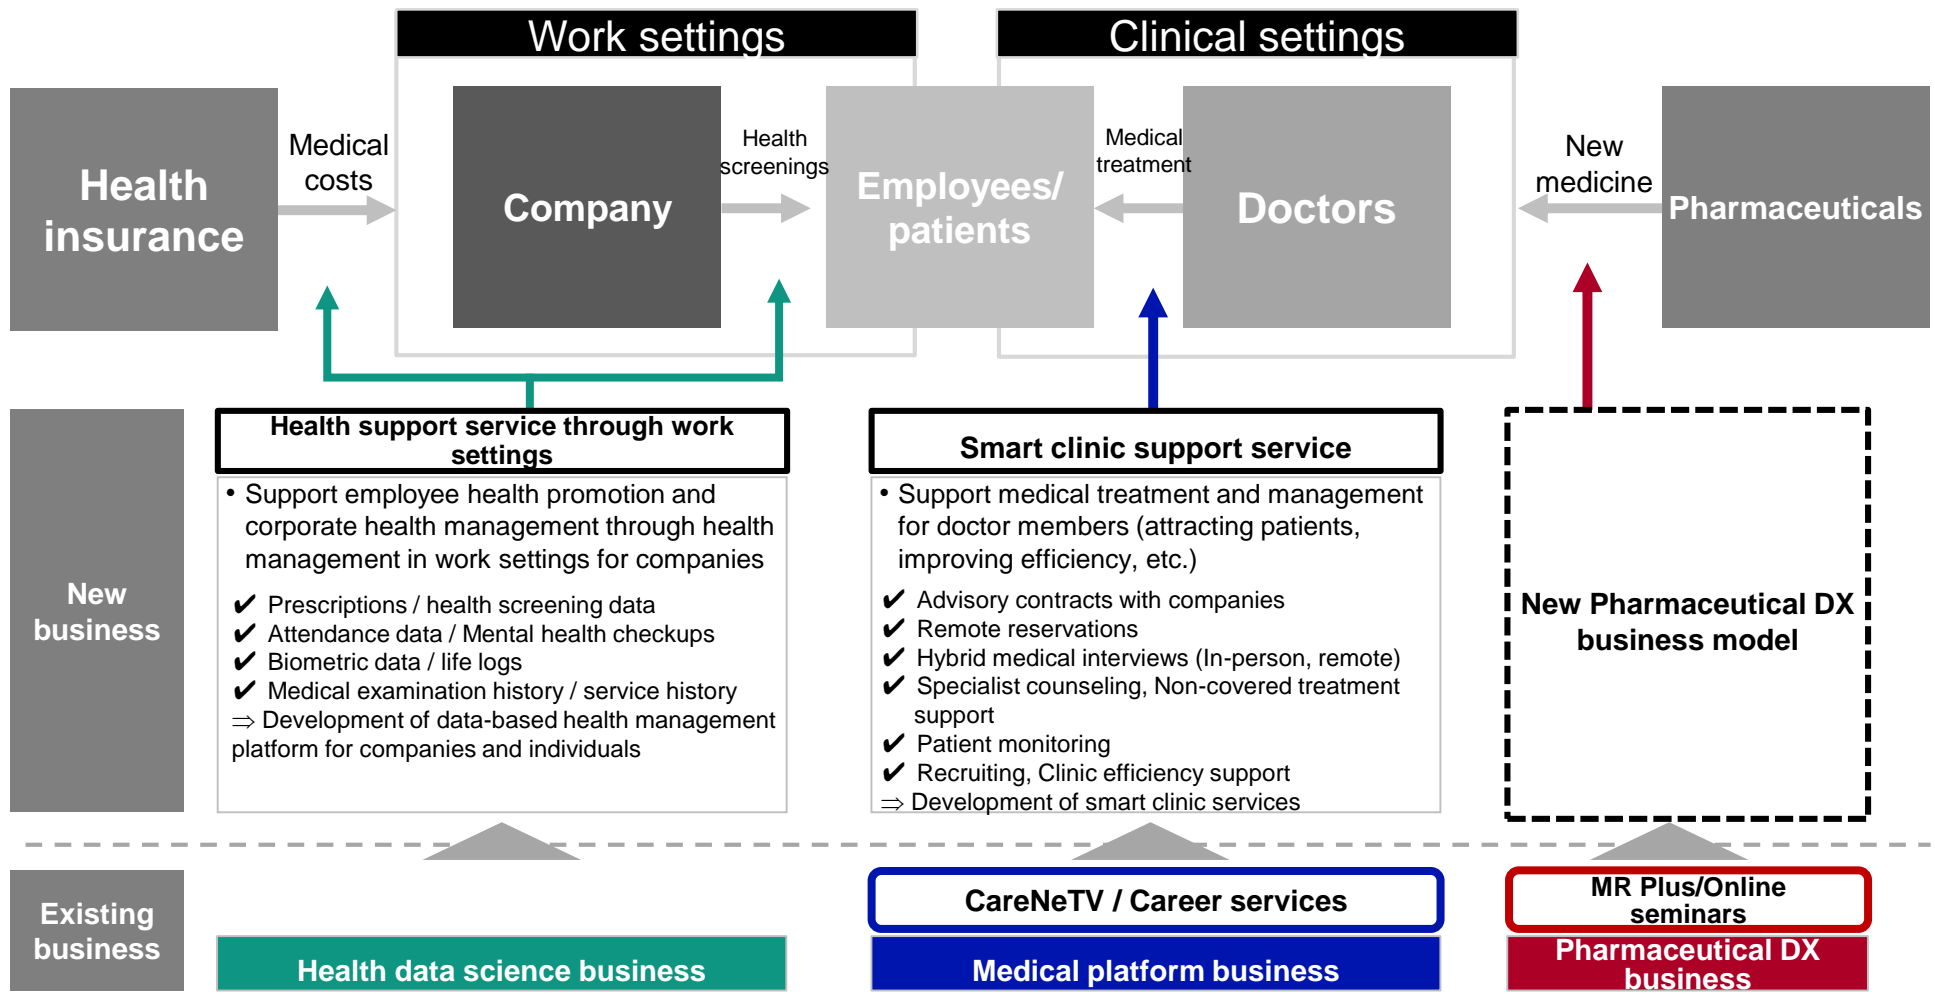 Work settings
Clinical settings
Health
insurance
Medical
costs
Company
Health
screenings
Employees/
patients
Medical
treatment
Doctors
New
medicine
Pharmaceuticals
New
business
Health support service through work
settings
• Support employee health promotion and
corporate health management through health
management in work settings for companies
✔ Prescriptions / health screening data
✔ Attendance data / Mental health checkups
✔ Biometric data / life logs
✔ Medical examination history / service history
⇒ Development of data-based health management
platform for companies and individuals
Smart clinic support service
• Support medical treatment and management
for doctor members (attracting patients,
improving efficiency, etc.)
✔ Advisory contracts with companies
✔ Remote reservations
✔ Hybrid medical interviews (In-person, remote)
✔ Specialist counseling, Non-covered treatment
support
✔ Patient monitoring
✔ Recruiting, Clinic efficiency support
⇒ Development of smart clinic services
New Pharmaceutical DX
business model
Existing
business
Health data science business
CareNeTV / Career services
Medical platform business
MR Plus/Online
seminars
Pharmaceutical DX
business